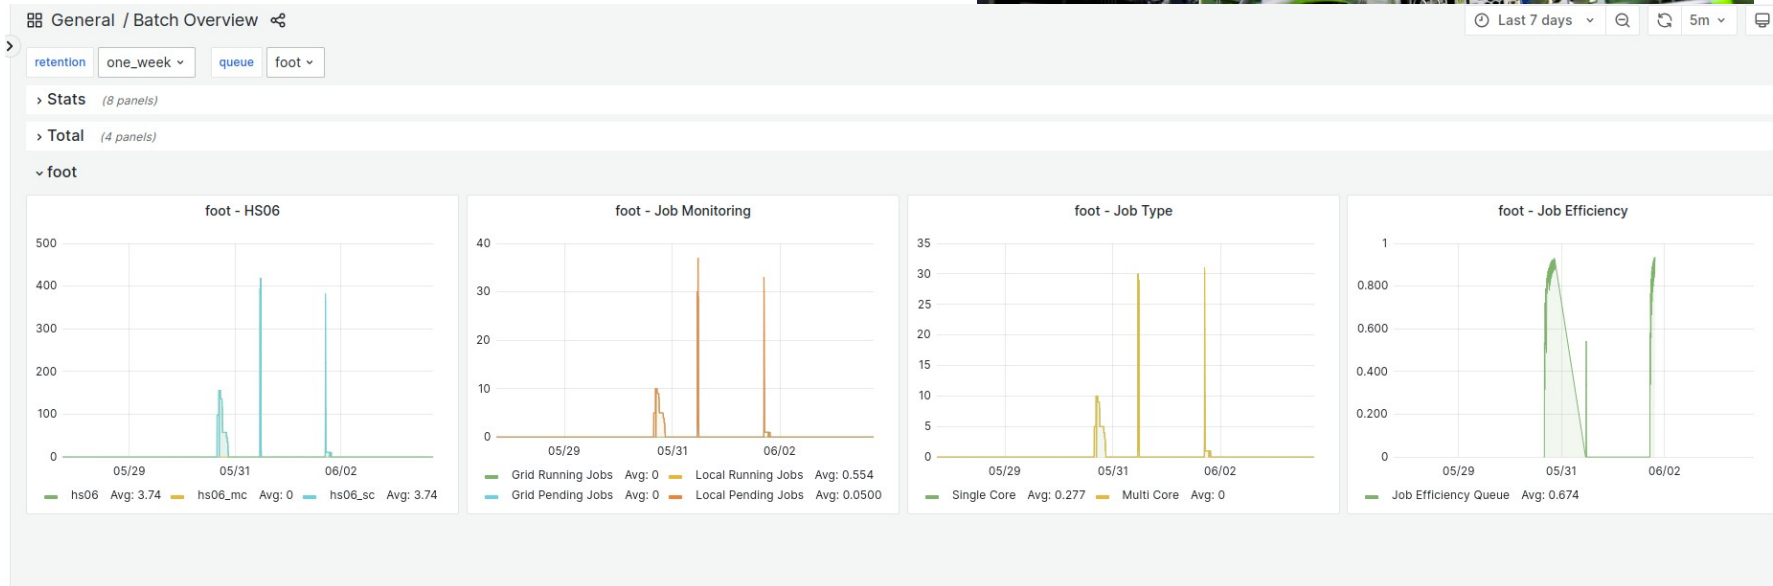 General / Batch Overview
Last 7 days
5m
retention one_week queue foot
Stats (8 panels)
Total (4 panels)
foot
foot - HS06
500
400
300
200
100
0
05/29 05/31 06/02
hs06 Avg: 3.74 hs06_mc Avg: 0 hs06_sc Avg: 3.74
foot - Job Monitoring
40
30
20
10
0
05/29 05/31 06/02
Grid Running Jobs Avg: 0 Local Running Jobs Avg: 0.554
Grid Pending Jobs Avg: 0 Local Pending Jobs Avg: 0.0500
foot - Job Type
35
30
25
20
15
10
5
0
05/29 05/31 06/02
Single Core Avg: 0.277 Multi Core Avg: 0
foot - Job Efficiency
1
0.800
0.600
0.400
0.200
0
05/29 05/31 06/02
Job Efficiency Queue Avg: 0.674